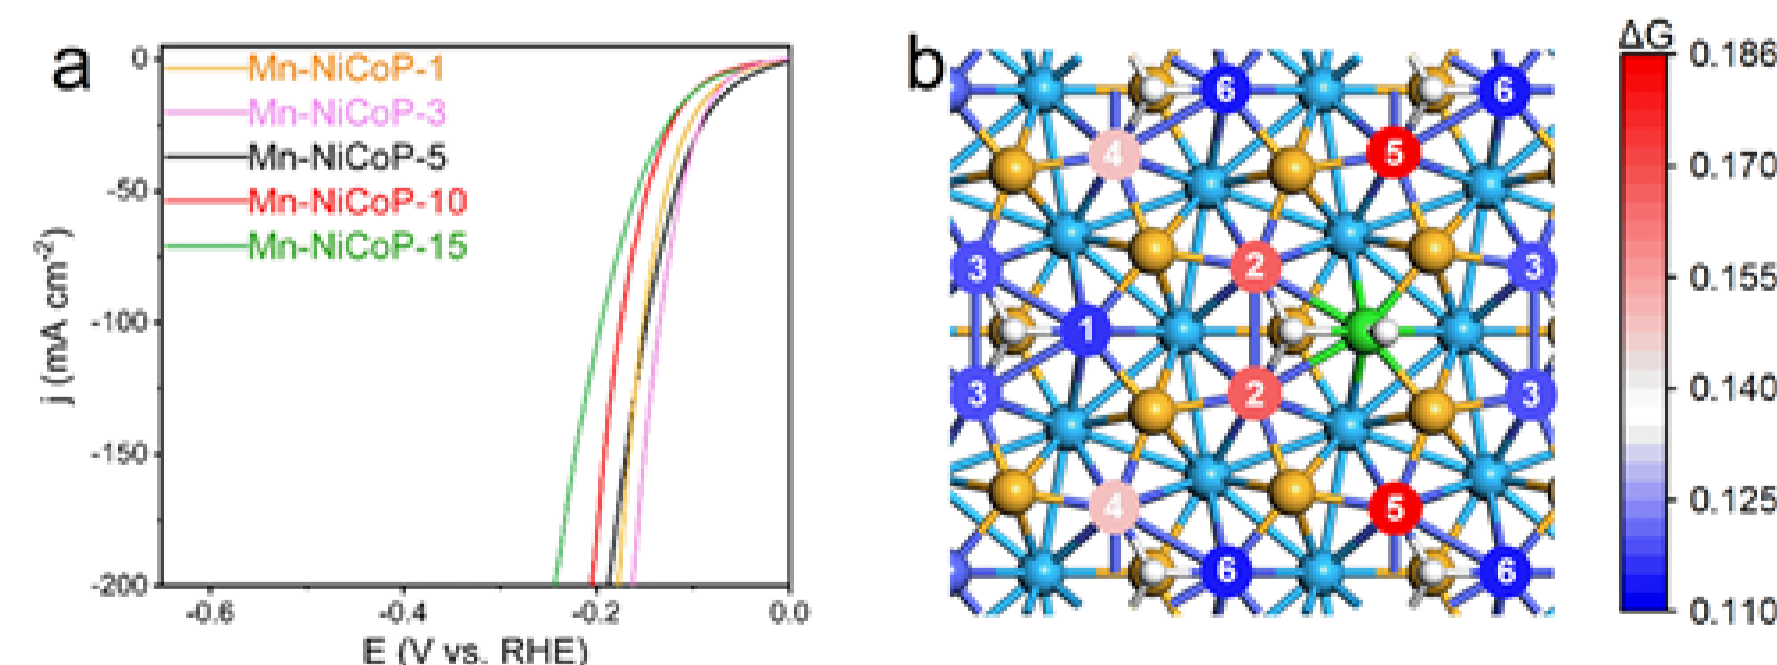 a
0
-50
-100
-150
-200
j (mA cm-2)
Mn-NiCoP-1
Mn-NiCoP-3
Mn-NiCoP-5
Mn-NiCoP-10
Mn-NiCoP-15
-0.6 -0.4 -0.2 0.0
E (V vs. RHE)
b
6 6
4 5
3 2 3
1
3 2 3
4 5
6 6
ΔG
0.186
0.170
0.155
0.140
0.125
0.110